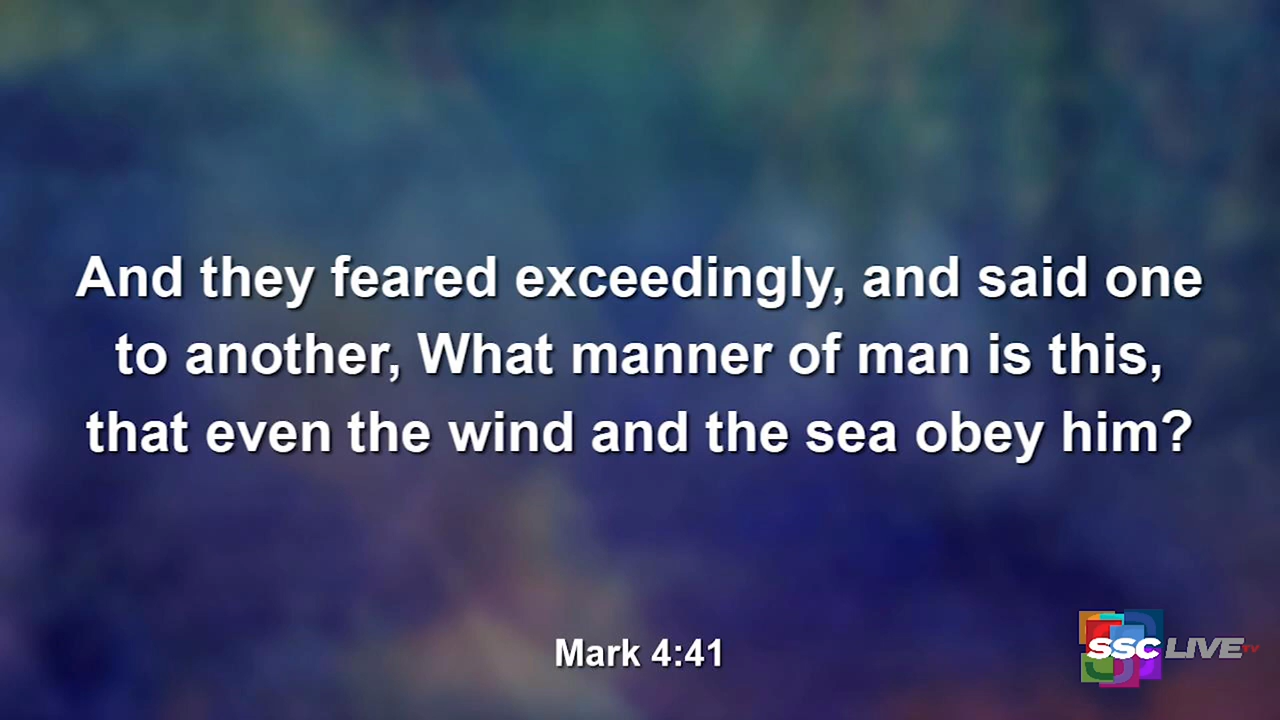 And they feared exceedingly, and said one
to another, What manner of man is this,
that even the wind and the sea obey him?
Mark 4:41
SSC LIVE TV